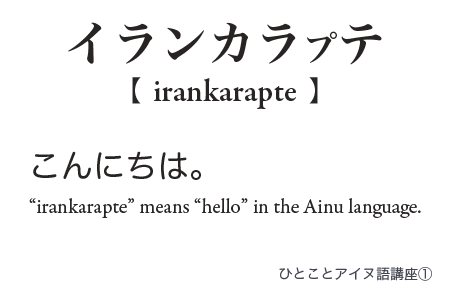 イランカラㇷ゚テ
【 irankarapte 】
こんにちは。
“irankarapte” means “hello” in the Ainu language.
ひとことアイヌ語講座①